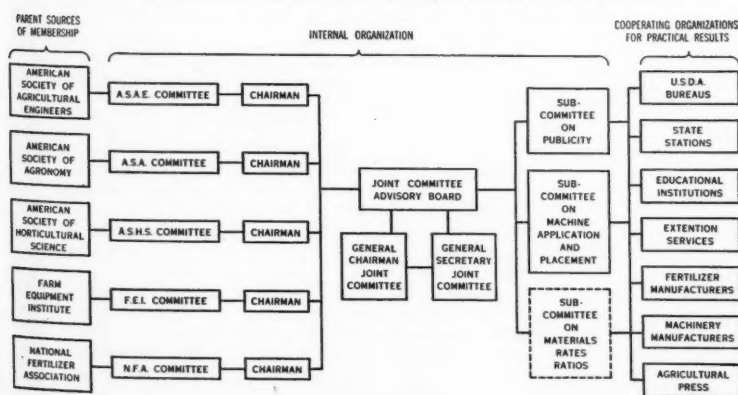 PARENT SOURCES
OF MEMBERSHIP
INTERNAL ORGANIZATION
COOPERATING ORGANIZATIONS
FOR PRACTICAL RESULTS
AMERICAN
SOCIETY OF
AGRICULTURAL
ENGINEERS
A.S.A.E. COMMITTEE
CHAIRMAN
AMERICAN
SOCIETY OF
AGRONOMY
A.S.A. COMMITTEE
CHAIRMAN
AMERICAN
SOCIETY OF
HORTICULTURAL
SCIENCE
A.S.H.S. COMMITTEE
CHAIRMAN
FARM
EQUIPMENT
INSTITUTE
F.E.I. COMMITTEE
CHAIRMAN
NATIONAL
FERTILIZER
ASSOCIATION
N.F.A. COMMITTEE
CHAIRMAN
JOINT COMMITTEE
ADVISORY BOARD
GENERAL
CHAIRMAN
JOINT
COMMITTEE
GENERAL
SECRETARY
JOINT
COMMITTEE
SUB-
COMMITTEE
ON
PUBLICITY
SUB-
COMMITTEE
ON
MACHINE
APPLICATION
AND
PLACEMENT
SUB-
COMMITTEE
ON
MATERIALS
RATES
RATIOS
U.S.D.A.
BUREAUS
STATE
STATIONS
EDUCATIONAL
INSTITUTIONS
EXTENTION
SERVICES
FERTILIZER
MANUFACTURERS
MACHINERY
MANUFACTURERS
AGRICULTURAL
PRESS